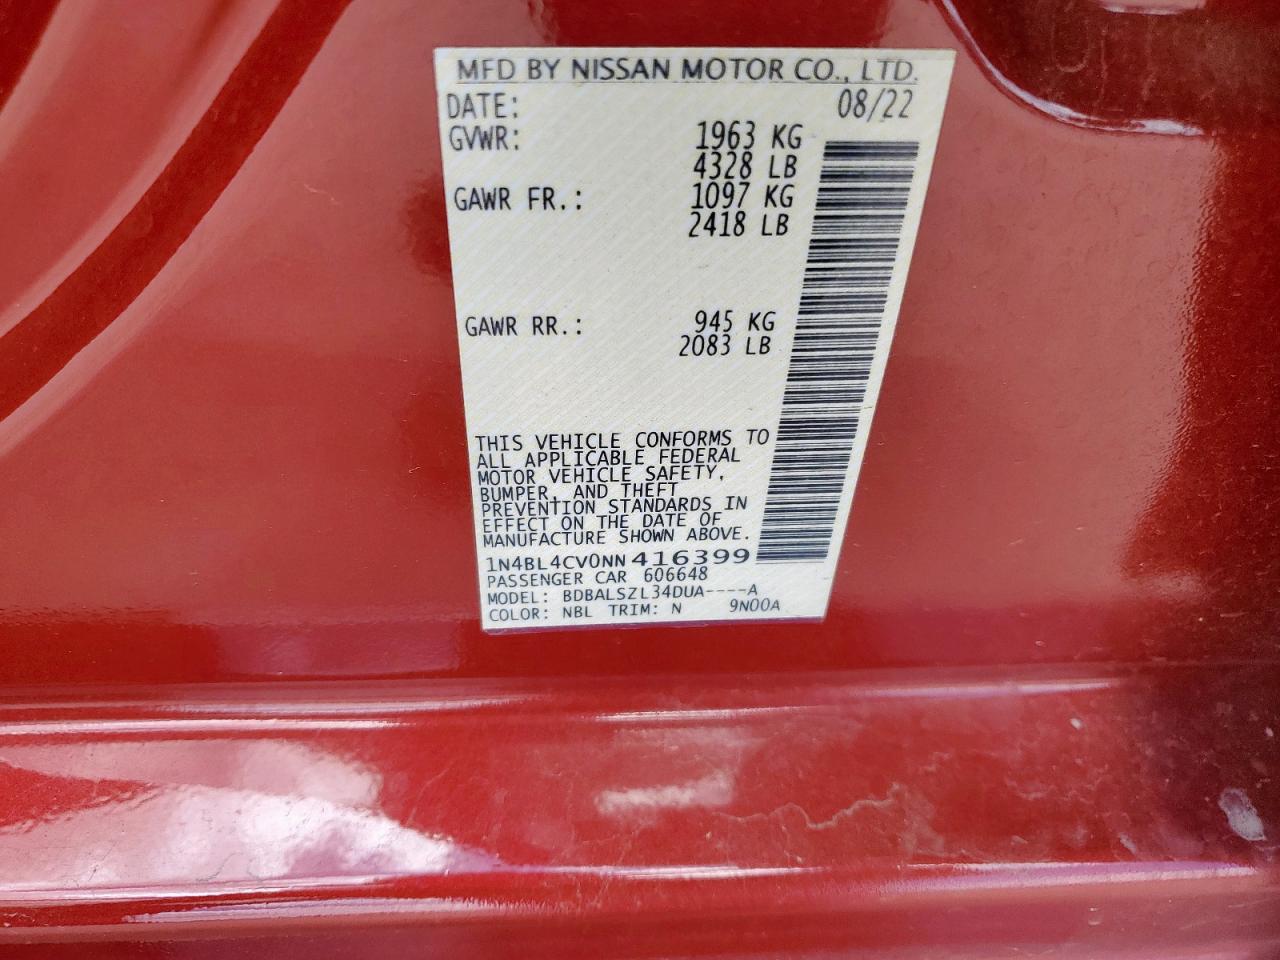 MFD BY NISSAN MOTOR CO., LTD.
DATE: 08/22
GVWR: 1963 KG
4328 LB
GAWR FR.: 1097 KG
2418 LB
GAWR RR.: 945 KG
2083 LB
THIS VEHICLE CONFORMS TO
ALL APPLICABLE FEDERAL
MOTOR VEHICLE SAFETY,
BUMPER, AND THEFT
PREVENTION STANDARDS IN
EFFECT ON THE DATE OF
MANUFACTURE SHOWN ABOVE.
1N4BL4CV0NN416399
PASSENGER CAR 606648
MODEL: BDBALSZL34DUA----A
COLOR: NBL TRIM: N 9N00A